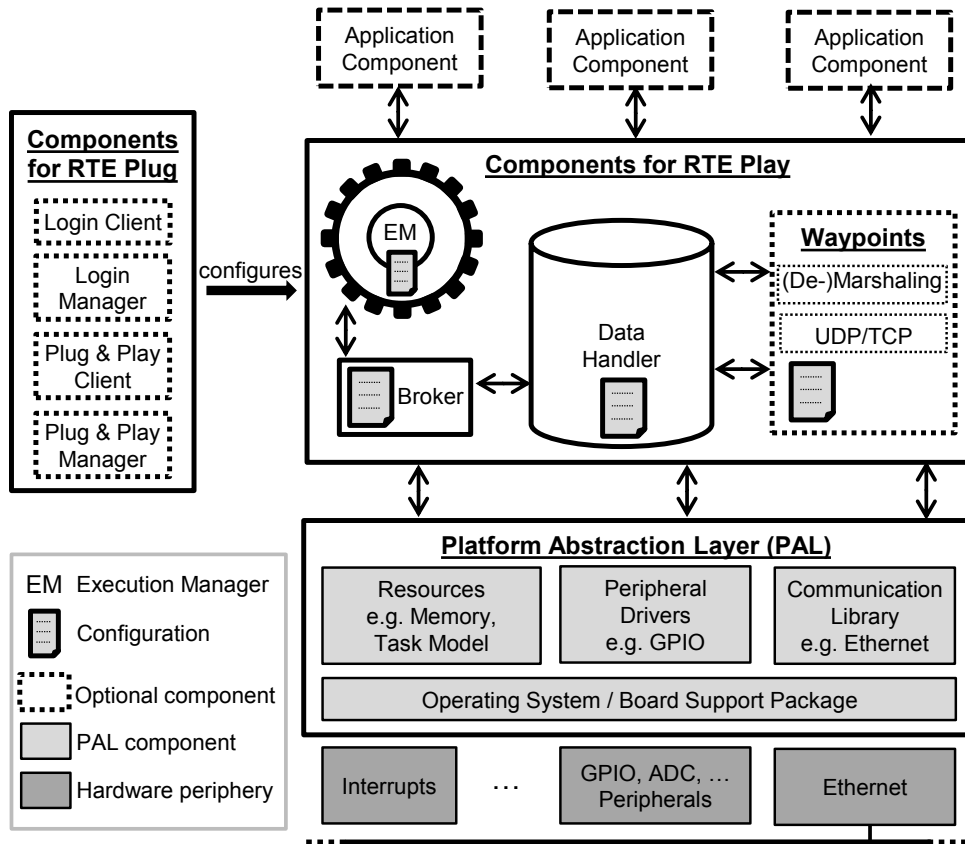 Application
Component
Application
Component
Application
Component
Components
for RTE Plug
Login Client
Login
Manager
Plug & Play
Client
Plug & Play
Manager
configures
Components for RTE Play
EM
Broker
Data
Handler
Waypoints
(De-)Marshaling
UDP/TCP
Platform Abstraction Layer (PAL)
Resources
e.g. Memory,
Task Model
Peripheral
Drivers
e.g. GPIO
Communication
Library
e.g. Ethernet
Operating System / Board Support Package
EM Execution Manager
Configuration
Optional component
PAL component
Hardware periphery
Interrupts
...
GPIO, ADC, ...
Peripherals
Ethernet